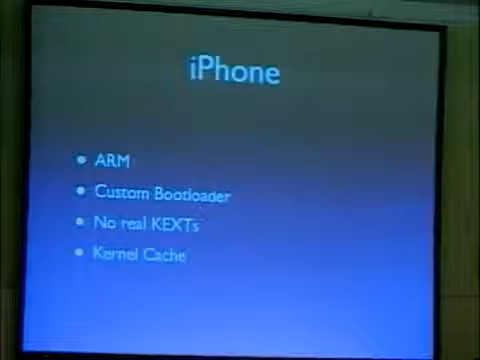 iPhone
• ARM
• Custom Bootloader
• No real KEXTs
• Kernel Cache